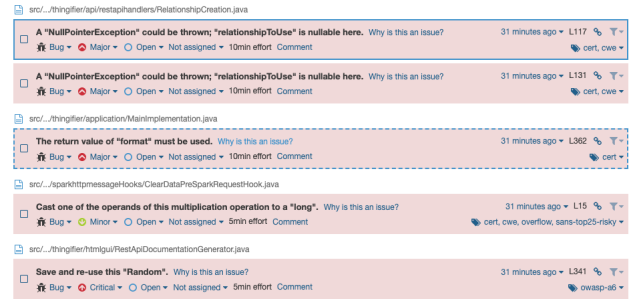 src/.../thingifier/api/restapihandlers/RelationshipCreation.java
A "NullPointerException" could be thrown; "relationshipToUse" is nullable here. Why is this an issue? 31 minutes ago L117
Bug Major Open Not assigned 10min effort Comment cert, cwe
A "NullPointerException" could be thrown; "relationshipToUse" is nullable here. Why is this an issue? 31 minutes ago L131
Bug Major Open Not assigned 10min effort Comment cert, cwe
src/.../thingifier/application/MainImplementation.java
The return value of "format" must be used. Why is this an issue? 31 minutes ago L362
Bug Major Open Not assigned 10min effort Comment cert
src/.../sparkhttpmessageHooks/ClearDataPreSparkRequestHook.java
Cast one of the operands of this multiplication operation to a "long". Why is this an issue? 31 minutes ago L15
Bug Minor Open Not assigned 5min effort Comment cert, cwe, overflow, sans-top25-risky
src/.../thingifier/htmlgui/RestApiDocumentationGenerator.java
Save and re-use this "Random". Why is this an issue? 31 minutes ago L341
Bug Critical Open Not assigned 5min effort Comment owasp-a6